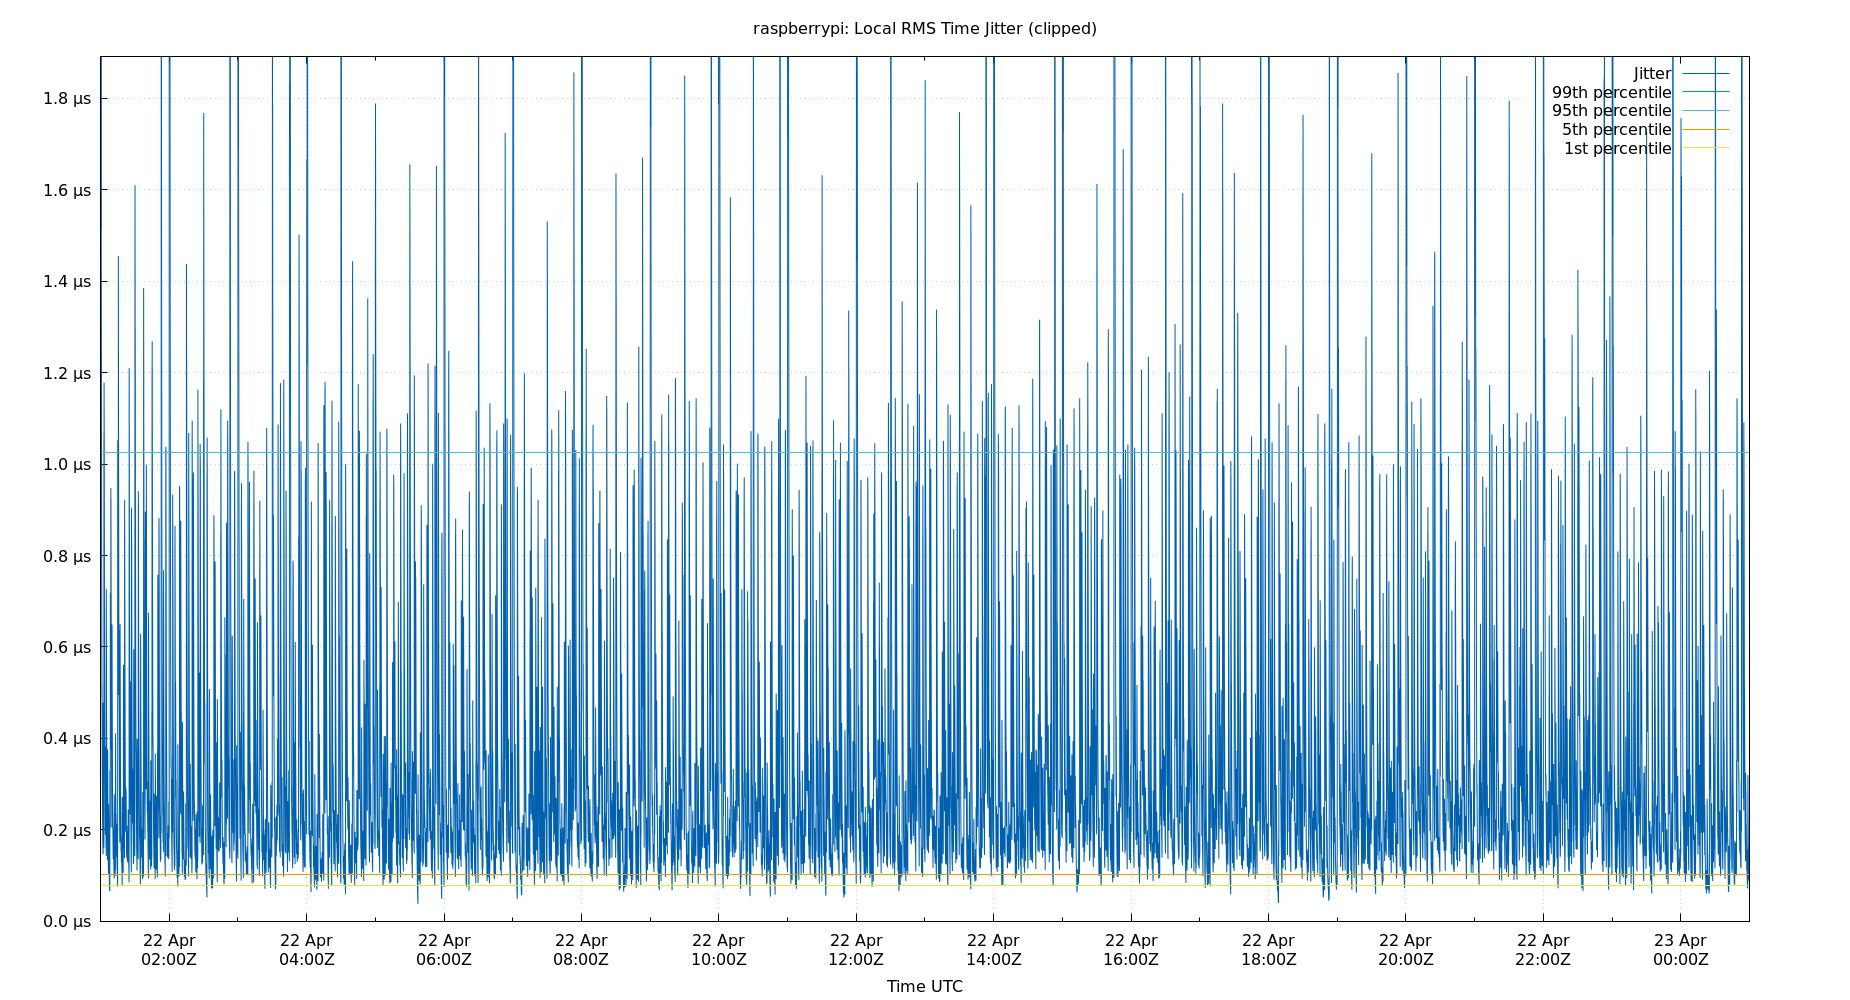 raspberrypi: Local RMS Time Jitter (clipped)
Jitter
99th percentile
95th percentile
5th percentile
1st percentile
1.8 µs
1.6 µs
1.4 µs
1.2 µs
1.0 µs
0.8 µs
0.6 µs
0.4 µs
0.2 µs
0.0 µs
22 Apr 22 Apr 22 Apr 22 Apr 22 Apr 22 Apr 22 Apr 22 Apr 22 Apr 22 Apr 22 Apr 23 Apr
02:00Z 04:00Z 06:00Z 08:00Z 10:00Z 12:00Z 14:00Z 16:00Z 18:00Z 20:00Z 22:00Z 00:00Z
Time UTC